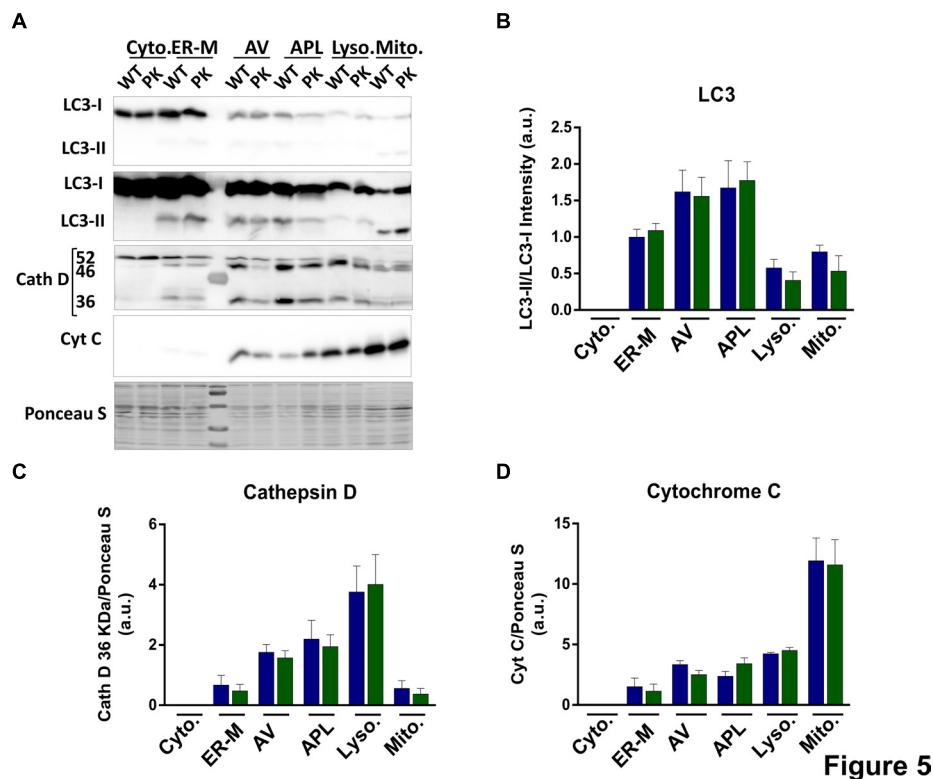 A
Cyto. ER-M AV APL Lyso. Mito.
WT PK WT PK WT PK WT PK WT PK WT PK
LC3-I
LC3-II
LC3-I
LC3-II
Cath D
52
46
36
Cyt C
Ponceau S
B
LC3
LC3-II/LC3-I Intensity (a.u.)
2.5
2.0
1.5
1.0
0.5
0.0
Cyto. ER-M AV APL Lyso. Mito.
C
Cathepsin D
Cath D 36 KDa/Ponceau S
(a.u.)
6
4
2
0
Cyto. ER-M AV APL Lyso. Mito.
D
Cytochrome C
Cyt C/Ponceau S
(a.u.)
15
10
5
0
Cyto. ER-M AV APL Lyso. Mito.
Figure 5